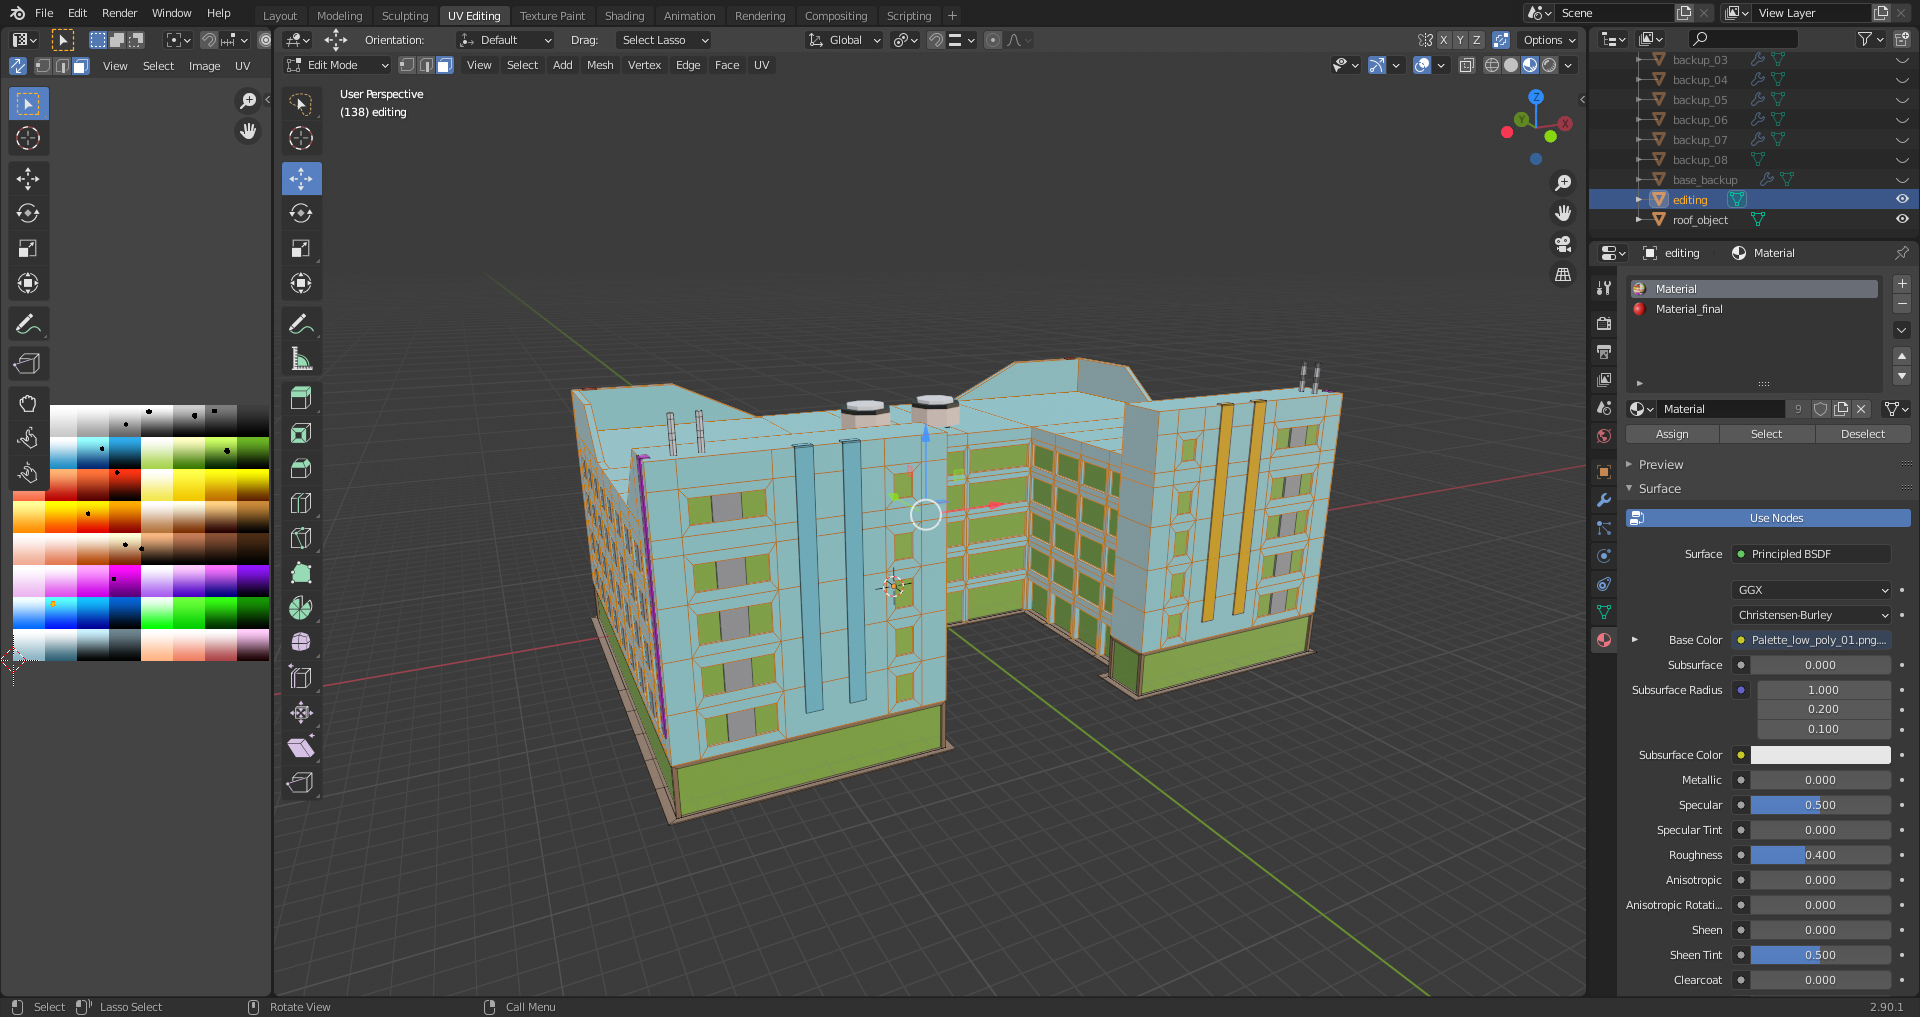 File Edit Render Window Help
Layout Modeling Sculpting UV Editing Texture Paint Shading Animation Rendering Compositing Scripting +
Scene
View Layer
Orientation: Default Drag: Select Lasso
Global
X Y Z
Options
View Select Image UV
Edit Mode
View Select Add Mesh Vertex Edge Face UV
User Perspective
(138) editing
Z
Y
X
backup_03
backup_04
backup_05
backup_06
backup_07
backup_08
base_backup
editing
roof_object
editing Material
Material
Material_final
Material 9
Assign Select Deselect
Preview
Surface
Use Nodes
Surface Principled BSDF
GGX
Christensen-Burley
Base Color Palette_low_poly_01.png...
Subsurface 0.000
Subsurface Radius 1.000
0.200
0.100
Subsurface Color
Metallic 0.000
Specular 0.500
Specular Tint 0.000
Roughness 0.400
Anisotropic 0.000
Anisotropic Rotati... 0.000
Sheen 0.000
Sheen Tint 0.500
Clearcoat 0.000
Select Lasso Select Rotate View Call Menu 2.90.1